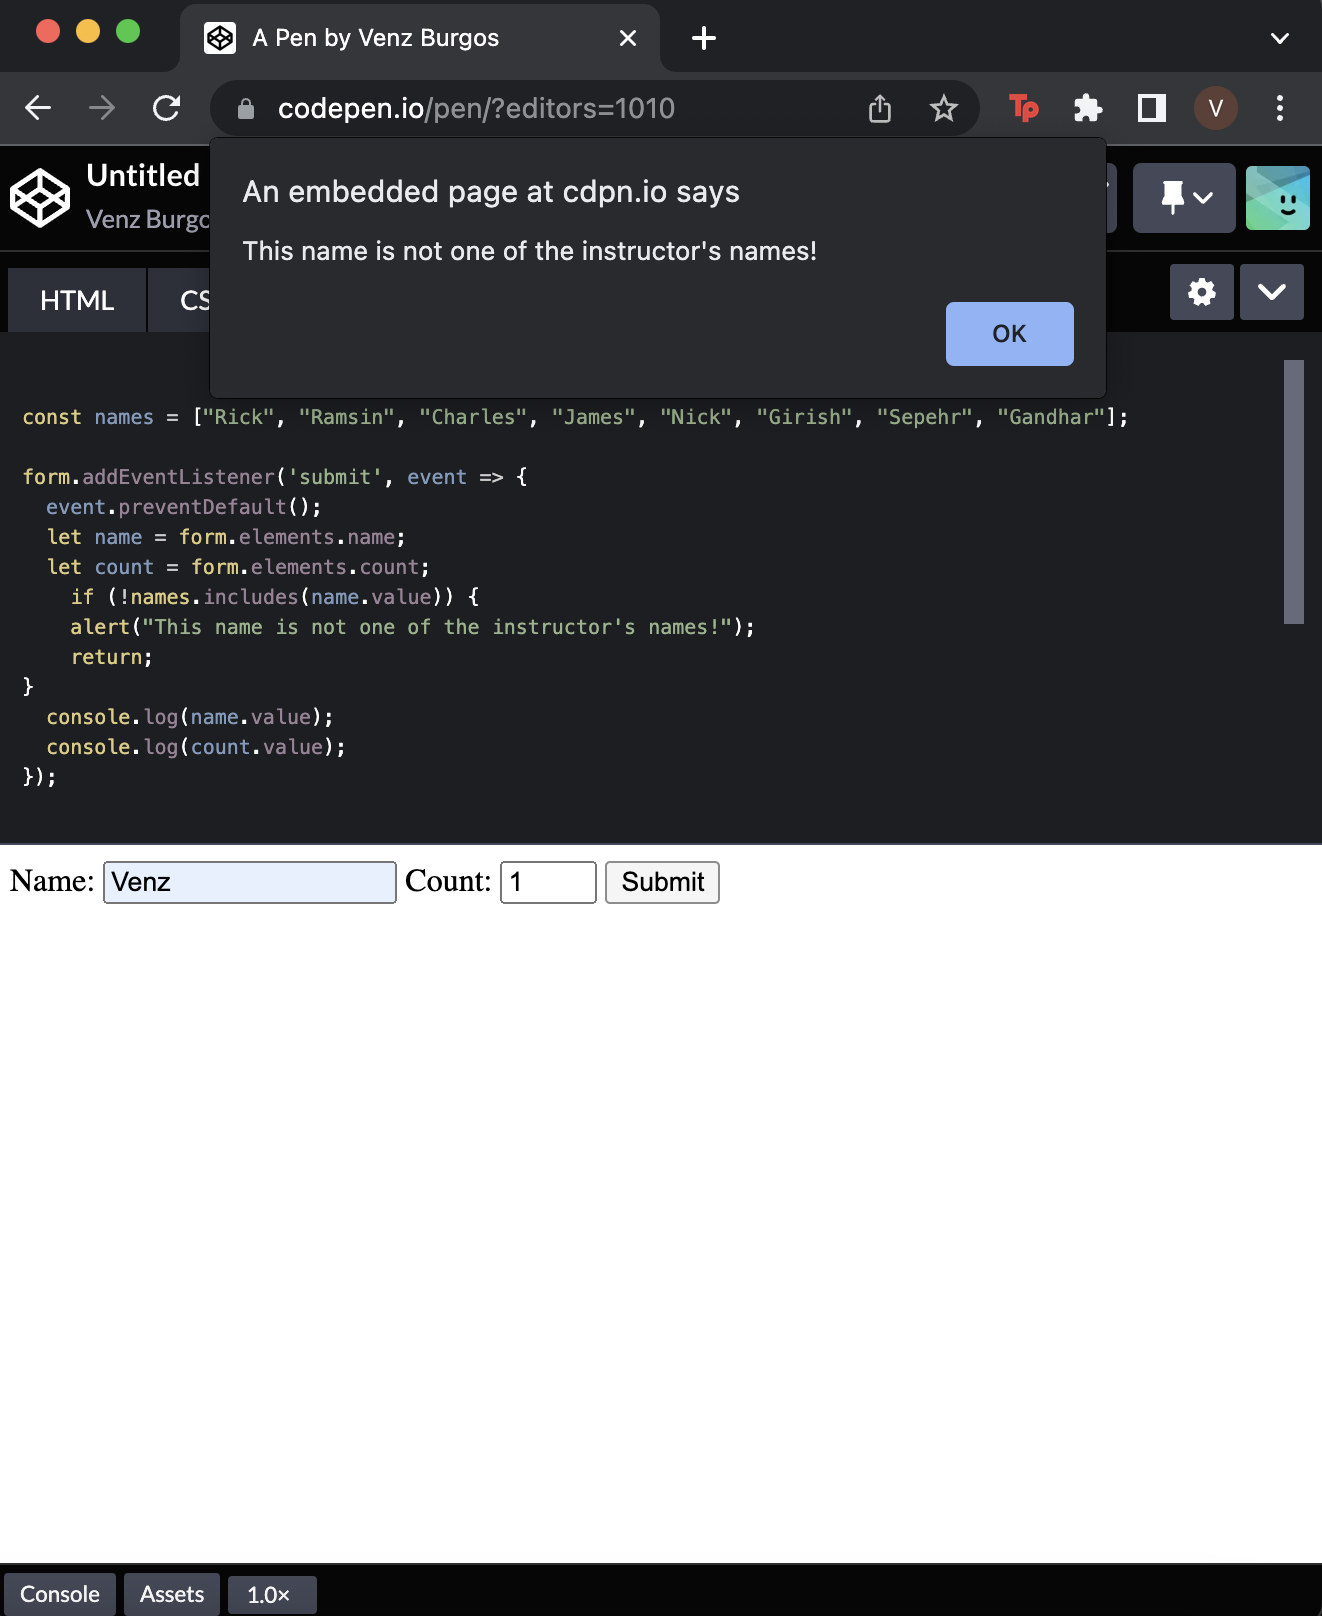 A Pen by Venz Burgos
codepen.io/pen/?editors=1010
Tp
V
Untitled
Venz Burgo
An embedded page at cdpn.io says
This name is not one of the instructor's names!
OK
HTML
CS
const names = ["Rick", "Ramsin", "Charles", "James", "Nick", "Girish", "Sepehr", "Gandhar"];
form.addEventListener('submit', event => {
event.preventDefault();
let name = form.elements.name;
let count = form.elements.count;
if (!names.includes(name.value)) {
alert("This name is not one of the instructor's names!");
return;
}
console.log(name.value);
console.log(count.value);
});
Name: Venz Count: 1 Submit
Console Assets 1.0×